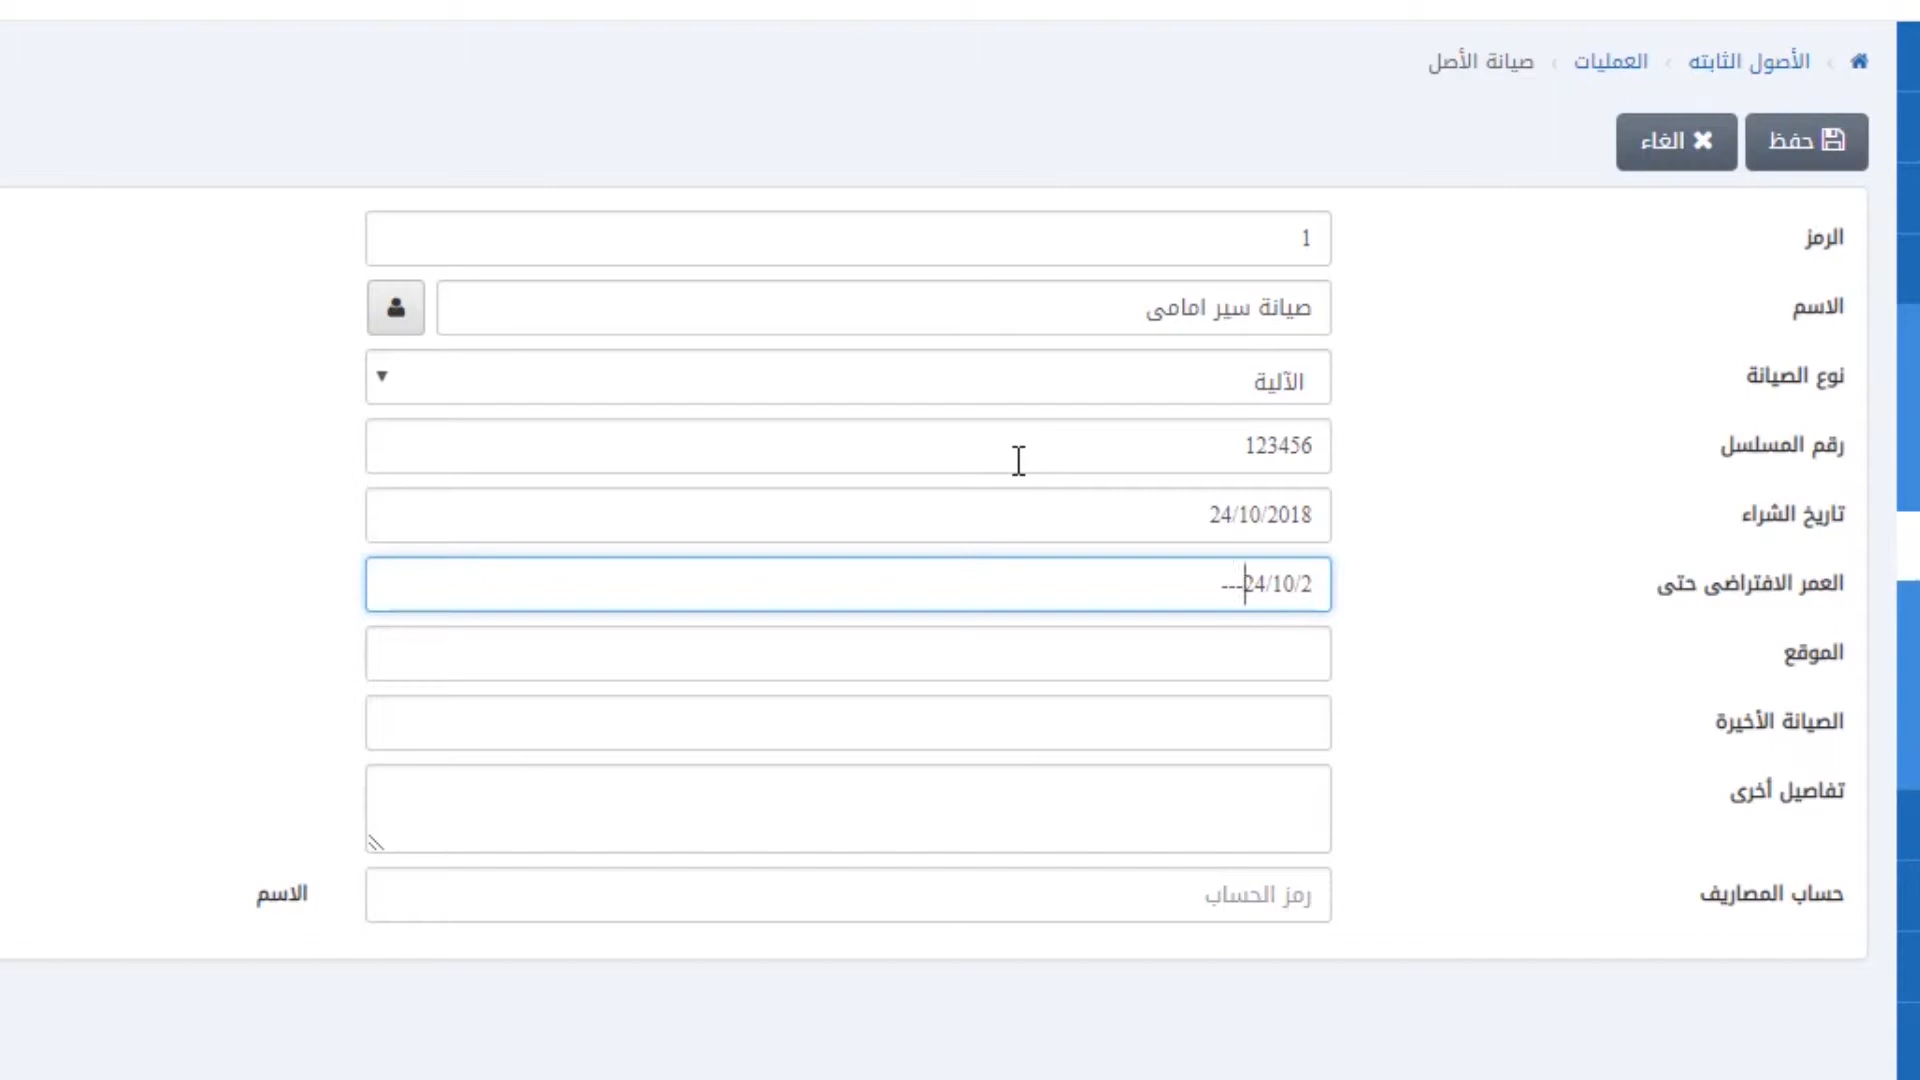 الأصول الثابته › العمليات › صيانة الأصل
حفظ الغاء
الرمز 1
الاسم صيانة سير امامى
نوع الصيانة الآلية
رقم المسلسل 123456
تاريخ الشراء 24/10/2018
العمر الافتراضى حتى 24/10/2---
الموقع
الصيانة الأخيرة
تفاصيل أخرى
حساب المصاريف رمز الحساب الاسم